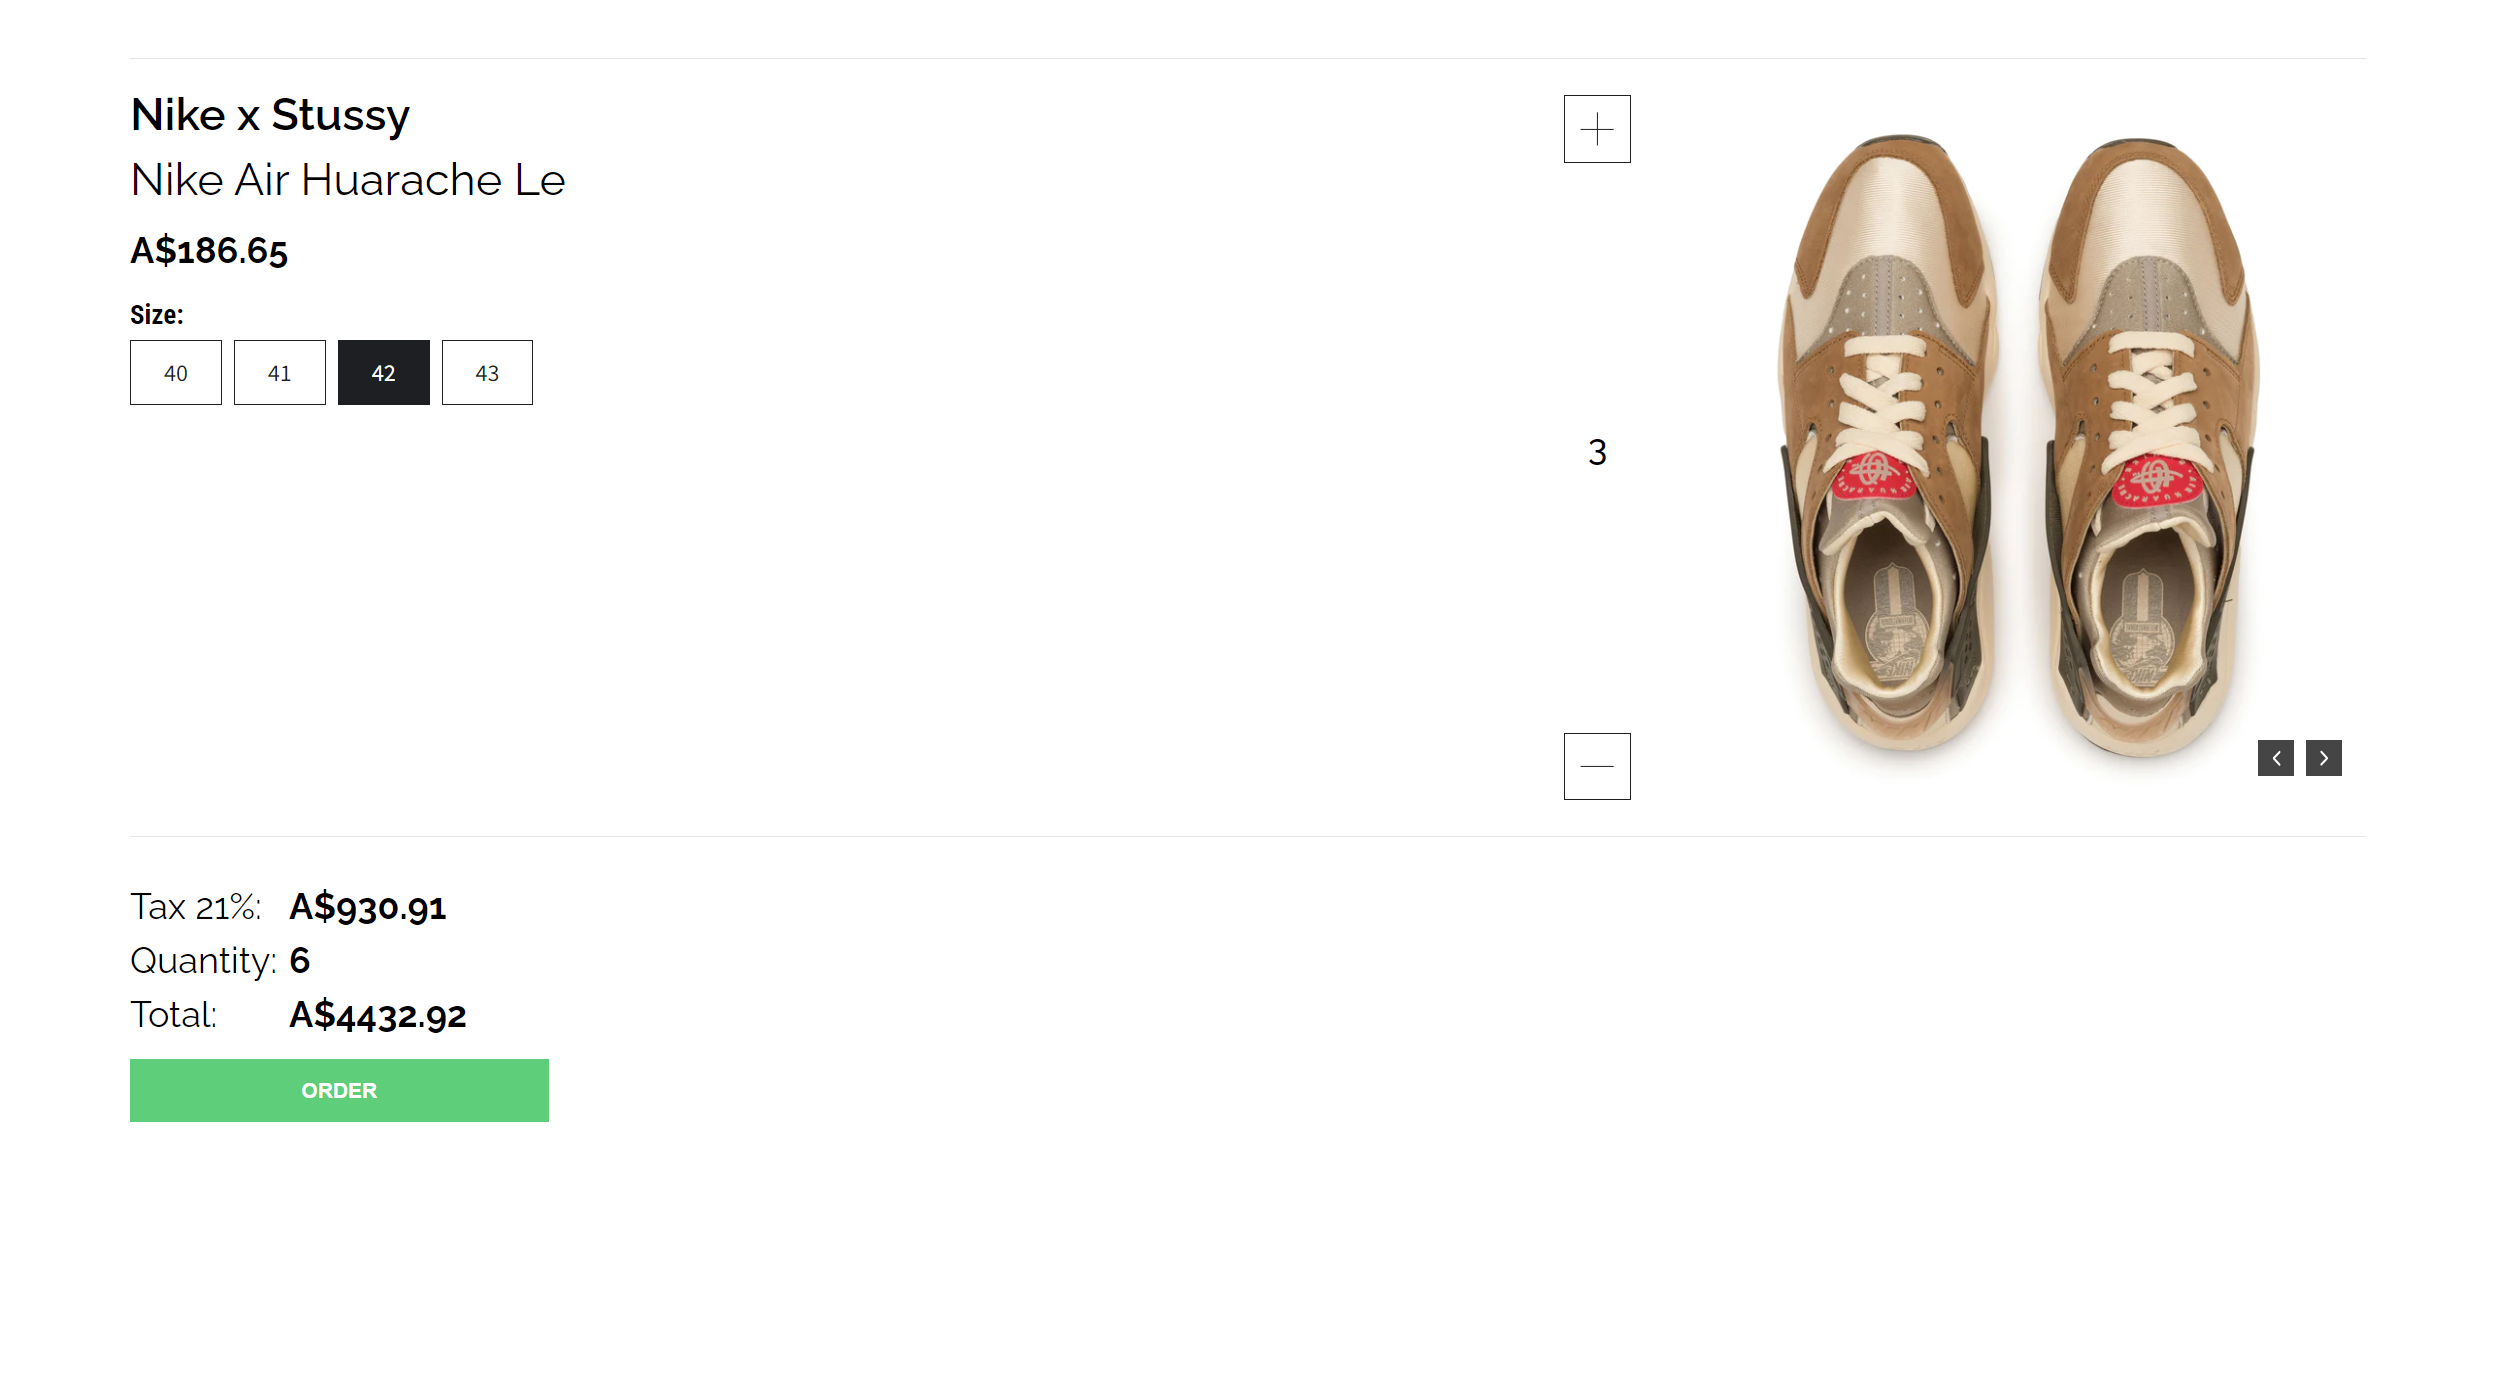 Nike x Stussy
Nike Air Huarache Le
A$186.65
Size:
40 41 42 43
3
Tax 21%: A$930.91
Quantity: 6
Total: A$4432.92
ORDER